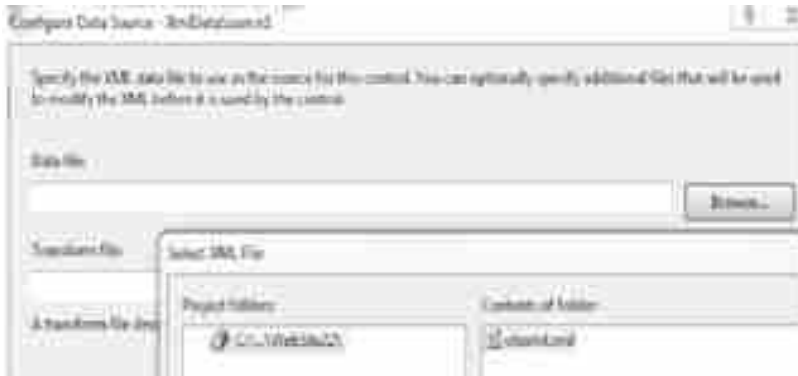 Configure Data Source - XmlDataSource1
Specify the XML data file to use as the source for this control. You can optionally specify additional files that will be used
to modify the XML before it is used by the control.
Data file:
Browse...
Transform file:
Select XML File
Project folders:
Contents of folder:
A transform file